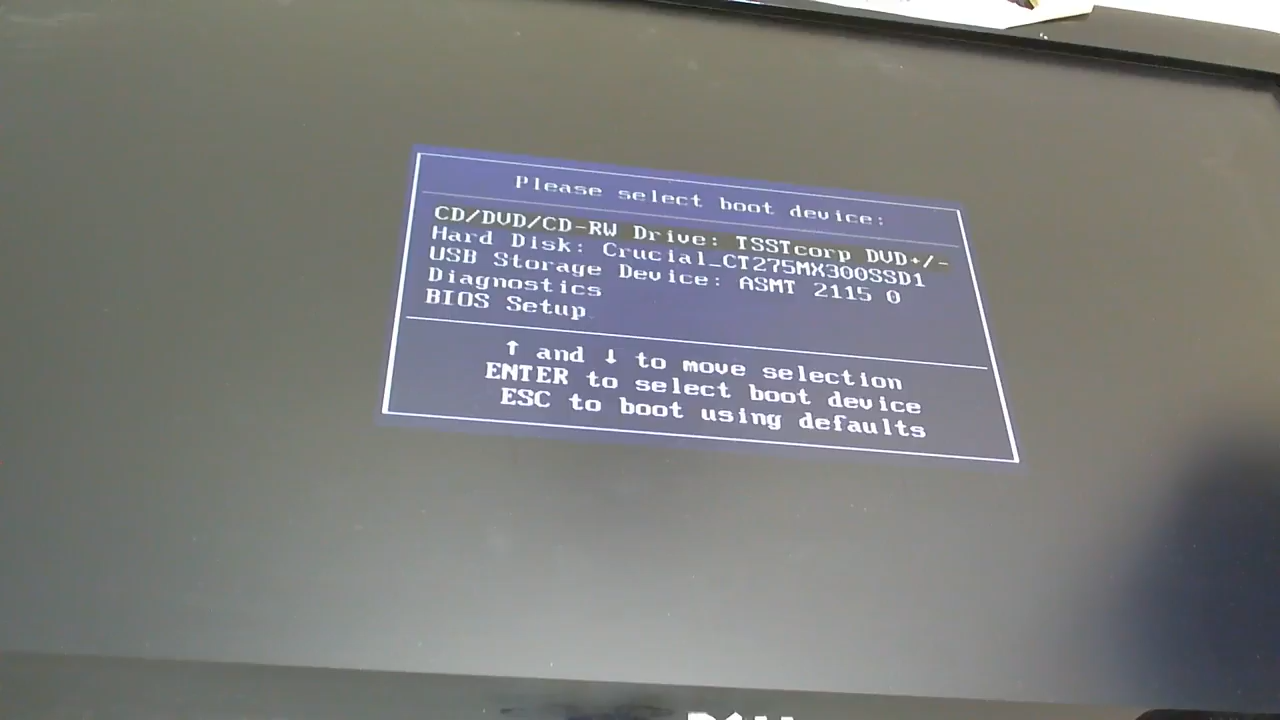 Please select boot device:
CD/DVD/CD-RW Drive: TSSTcorp DVD+/-
Hard Disk: Crucial_CT275MX300SSD1
USB Storage Device: ASMT 2115 0
Diagnostics
BIOS Setup
↑ and ↓ to move selection
ENTER to select boot device
ESC to boot using defaults